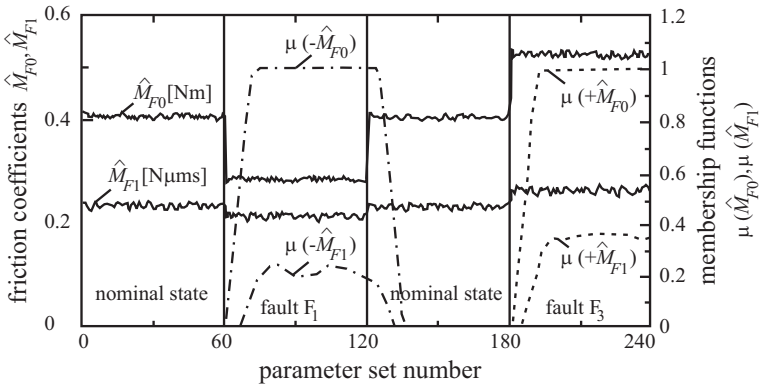 friction coefficients M̂F0, M̂F1
0.6
0.4
0.2
0
M̂F0[Nm]
M̂F1[Nμms]
μ (-M̂F0)
μ (-M̂F1)
μ (+M̂F0)
μ (+M̂F1)
nominal state
fault F1
nominal state
fault F3
0
60
120
180
240
parameter set number
1.2
1
0.8
0.6
0.4
0.2
0
membership functions
μ (M̂F0), μ (M̂F1)